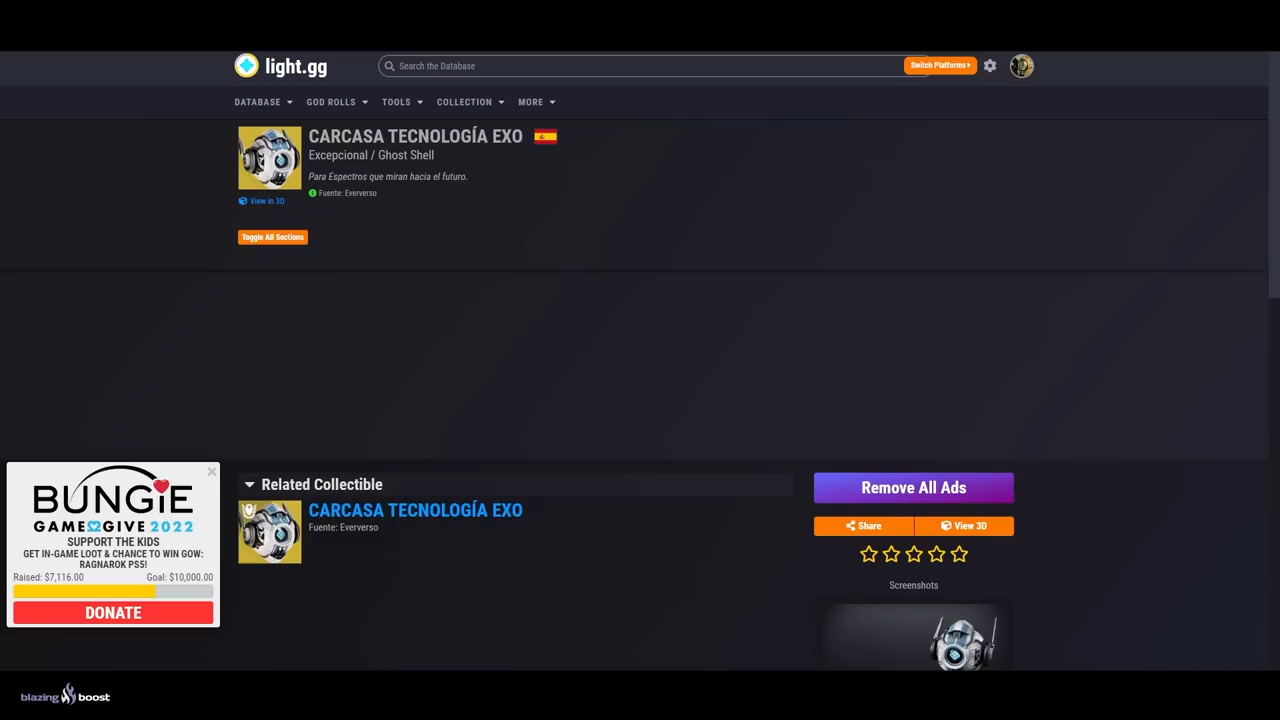 light.gg
Search the Database
Switch Platforms
DATABASE
GOD ROLLS
TOOLS
COLLECTION
MORE
CARCASA TECNOLOGÍA EXO
Excepcional / Ghost Shell
Para Espectros que miran hacia el futuro.
Fuente: Eververso
View in 3D
Toggle All Sections
Related Collectible
CARCASA TECNOLOGÍA EXO
Fuente: Eververso
Remove All Ads
Share
View 3D
Screenshots
BUNGIE
GAME GIVE 2022
SUPPORT THE KIDS
GET IN-GAME LOOT & CHANCE TO WIN GOW:
RAGNAROK PS5!
Raised: $7,116.00
Goal: $10,000.00
DONATE
blazing boost